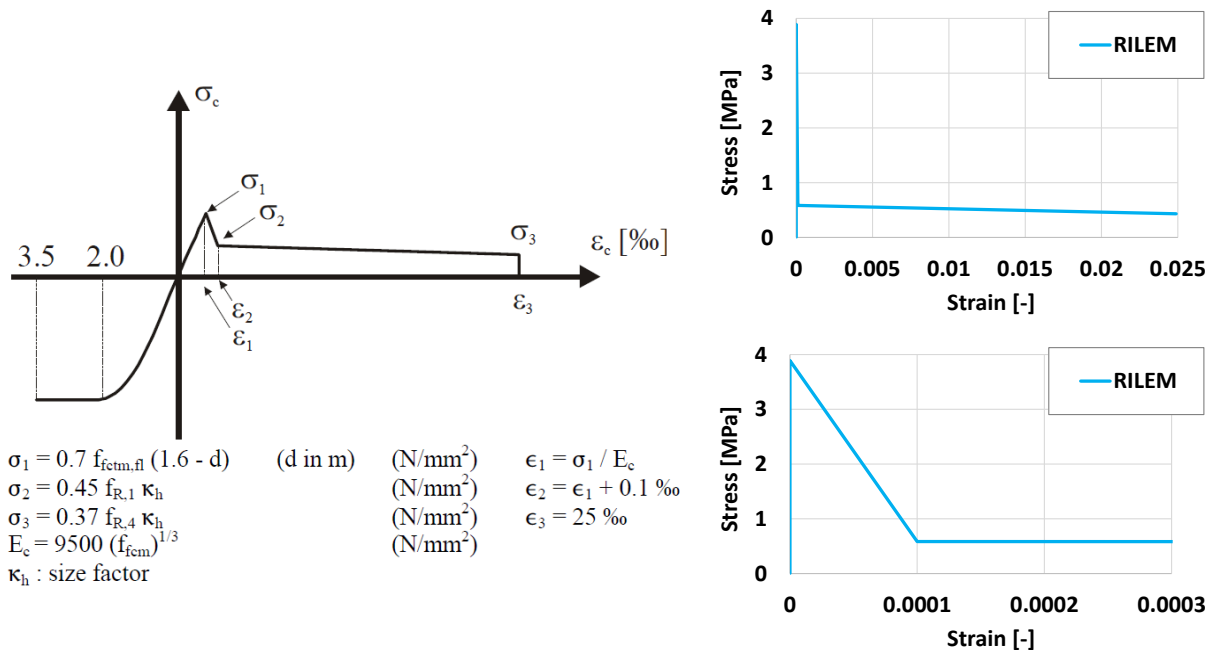 σc
σ1
σ2
σ3
εc [‰]
3.5 2.0
ε2
ε1
ε3
σ1 = 0.7 ffctm,fl (1.6 - d) (d in m) (N/mm²) ϵ1 = σ1 / Ec
σ2 = 0.45 fR,1 κh (N/mm²) ϵ2 = ϵ1 + 0.1 ‰
σ3 = 0.37 fR,4 κh (N/mm²) ϵ3 = 25 ‰
Ec = 9500 (ffcm)^1/3 (N/mm²)
κh : size factor
RILEM
Stress [MPa]
4
3
2
1
0
0 0.005 0.01 0.015 0.02 0.025
Strain [-]
RILEM
Stress [MPa]
4
3
2
1
0
0 0.0001 0.0002 0.0003
Strain [-]